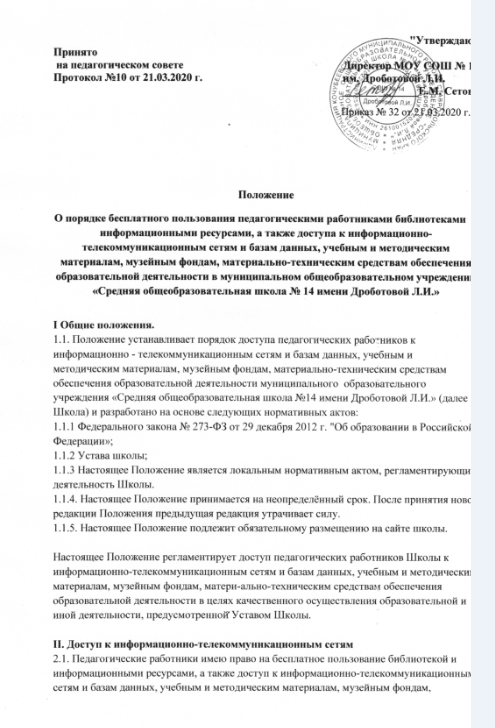 "Утверждаю
Принято
на педагогическом совете
Директор МОУ СОШ № 1
Протокол №10 от 21.03.2020 г.
им. Дроботовой Л.И.
Е.М. Сетов
Приказ № 32 от 21.03.2020 г.
Положение
О порядке бесплатного пользования педагогическими работниками библиотеками
информационными ресурсами, а также доступа к информационно-
телекоммуникационным сетям и базам данных, учебным и методическим
материалам, музейным фондам, материально-техническим средствам обеспечения
образовательной деятельности в муниципальном общеобразовательном учреждени
«Средняя общеобразовательная школа № 14 имени Дроботовой Л.И.»
I Общие положения.
1.1. Положение устанавливает порядок доступа педагогических работников к
информационно - телекоммуникационным сетям и базам данных, учебным и
методическим материалам, музейным фондам, материально-техническим средствам
обеспечения образовательной деятельности муниципального образовательного
учреждения «Средняя общеобразовательная школа №14 имени Дроботовой Л.И.» (далее
Школа) и разработано на основе следующих нормативных актов:
1.1.1 Федерального закона № 273-ФЗ от 29 декабря 2012 г. "Об образовании в Российской
Федерации»;
1.1.2 Устава школы;
1.1.3 Настоящее Положение является локальным нормативным актом, регламентирующи
деятельность Школы.
1.1.4. Настоящее Положение принимается на неопределённый срок. После принятия ново
редакции Положения предыдущая редакция утрачивает силу.
1.1.5. Настоящее Положение подлежит обязательному размещению на сайте школы.
Настоящее Положение регламентирует доступ педагогических работников Школы к
информационно-телекоммуникационным сетям и базам данных, учебным и методически
материалам, музейным фондам, матери-ально-техническим средствам обеспечения
образовательной деятельности в целях качественного осуществления образовательной и
иной деятельности, предусмотренной Уставом Школы.
II. Доступ к информационно-телекоммуникационным сетям
2.1. Педагогические работники имею право на бесплатное пользование библиотекой и
информационными ресурсами, а также доступ к информационно-телекоммуникационным
сетям и базам данных, учебным и методическим материалам, музейным фондам,